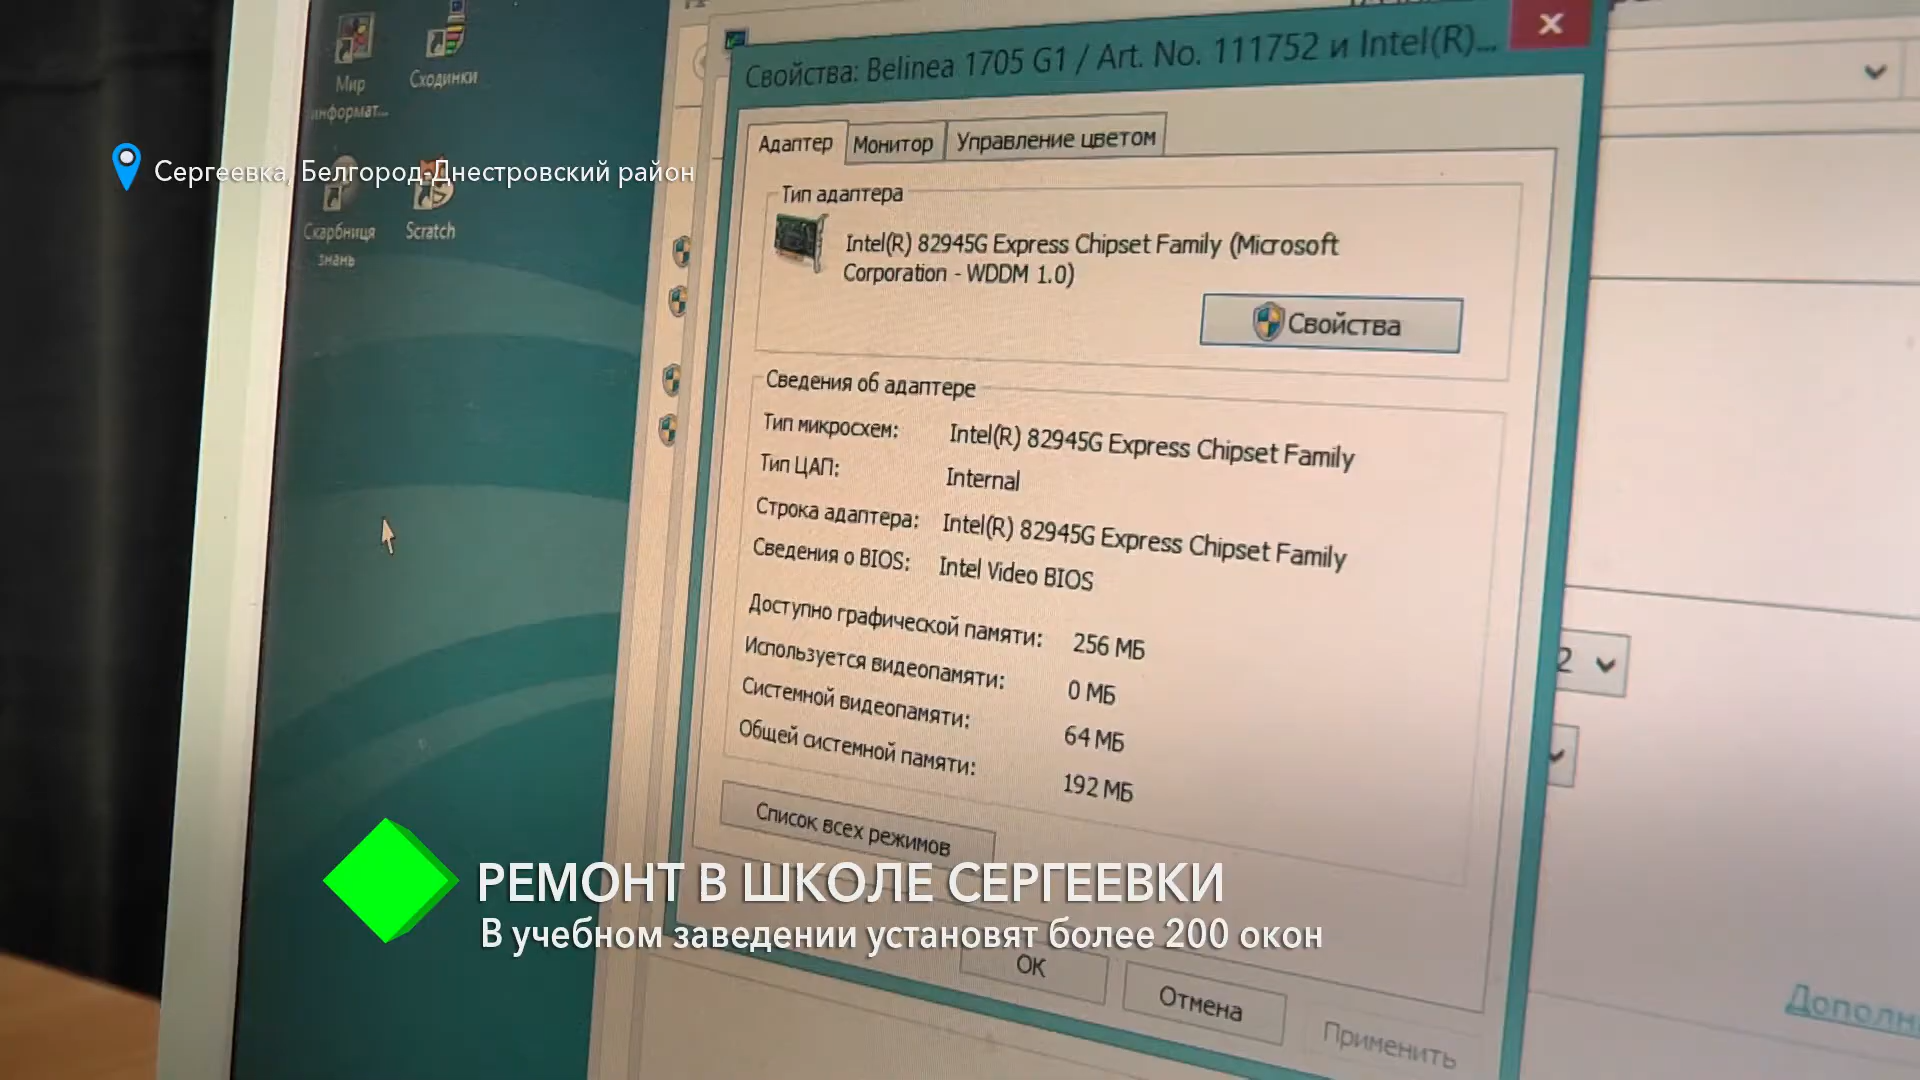 Мир
информат...
Сходинки
Скарбниця
знань
Scratch
Сергеевка, Белгород-Днестровский район
Свойства: Belinea 1705 G1 / Art. No. 111752 и Intel(R)...
Адаптер
Монитор
Управление цветом
Тип адаптера
Intel(R) 82945G Express Chipset Family (Microsoft
Corporation - WDDM 1.0)
Свойства
Сведения об адаптере
Тип микросхем: Intel(R) 82945G Express Chipset Family
Тип ЦАП: Internal
Строка адаптера: Intel(R) 82945G Express Chipset Family
Сведения о BIOS: Intel Video BIOS
Доступно графической памяти: 256 МБ
Используется видеопамяти: 0 МБ
Системной видеопамяти: 64 МБ
Общей системной памяти: 192 МБ
Список всех режимов
2
РЕМОНТ В ШКОЛЕ СЕРГЕЕВКИ
В учебном заведении установят более 200 окон
ОК
Отмена
Применить
Дополн